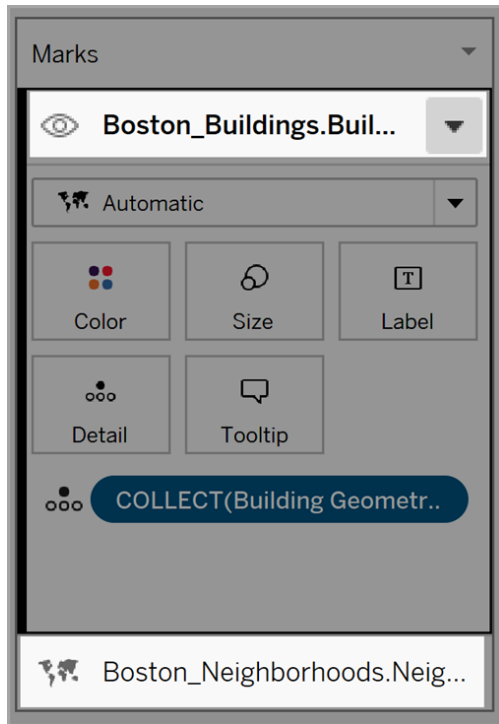 Marks
Boston_Buildings.Buil...
Automatic
Color Size Label
Detail Tooltip
COLLECT(Building Geometr..
Boston_Neighborhoods.Neig...